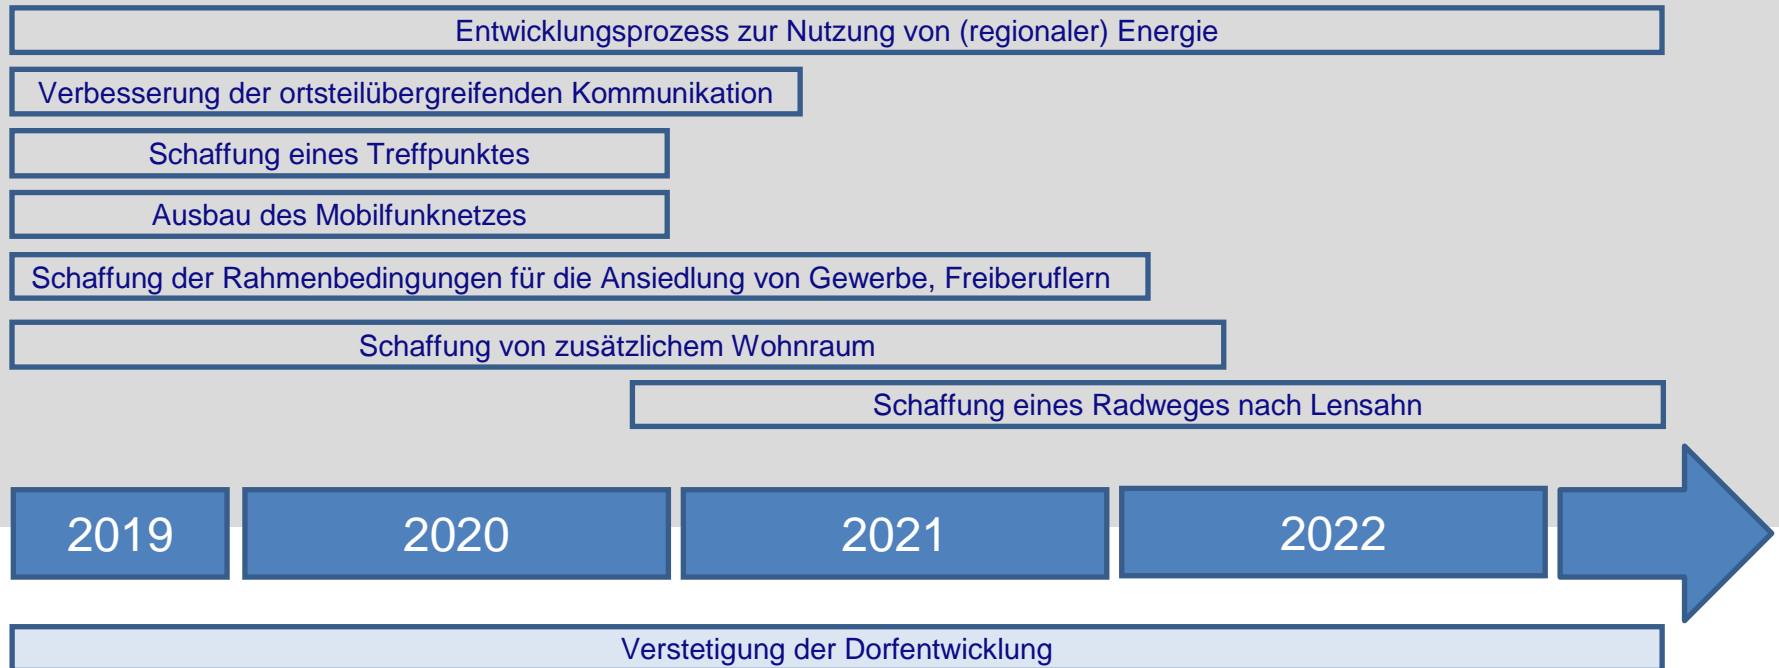 Entwicklungsprozess zur Nutzung von (regionaler) Energie
Verbesserung der ortsteilübergreifenden Kommunikation
Schaffung eines Treffpunktes
Ausbau des Mobilfunknetzes
Schaffung der Rahmenbedingungen für die Ansiedlung von Gewerbe, Freiberuflern
Schaffung von zusätzlichem Wohnraum
Schaffung eines Radweges nach Lensahn
2019 2020 2021 2022
Verstetigung der Dorfentwicklung